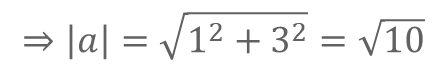 ⇒ |a| = √(1² + 3²) = √10